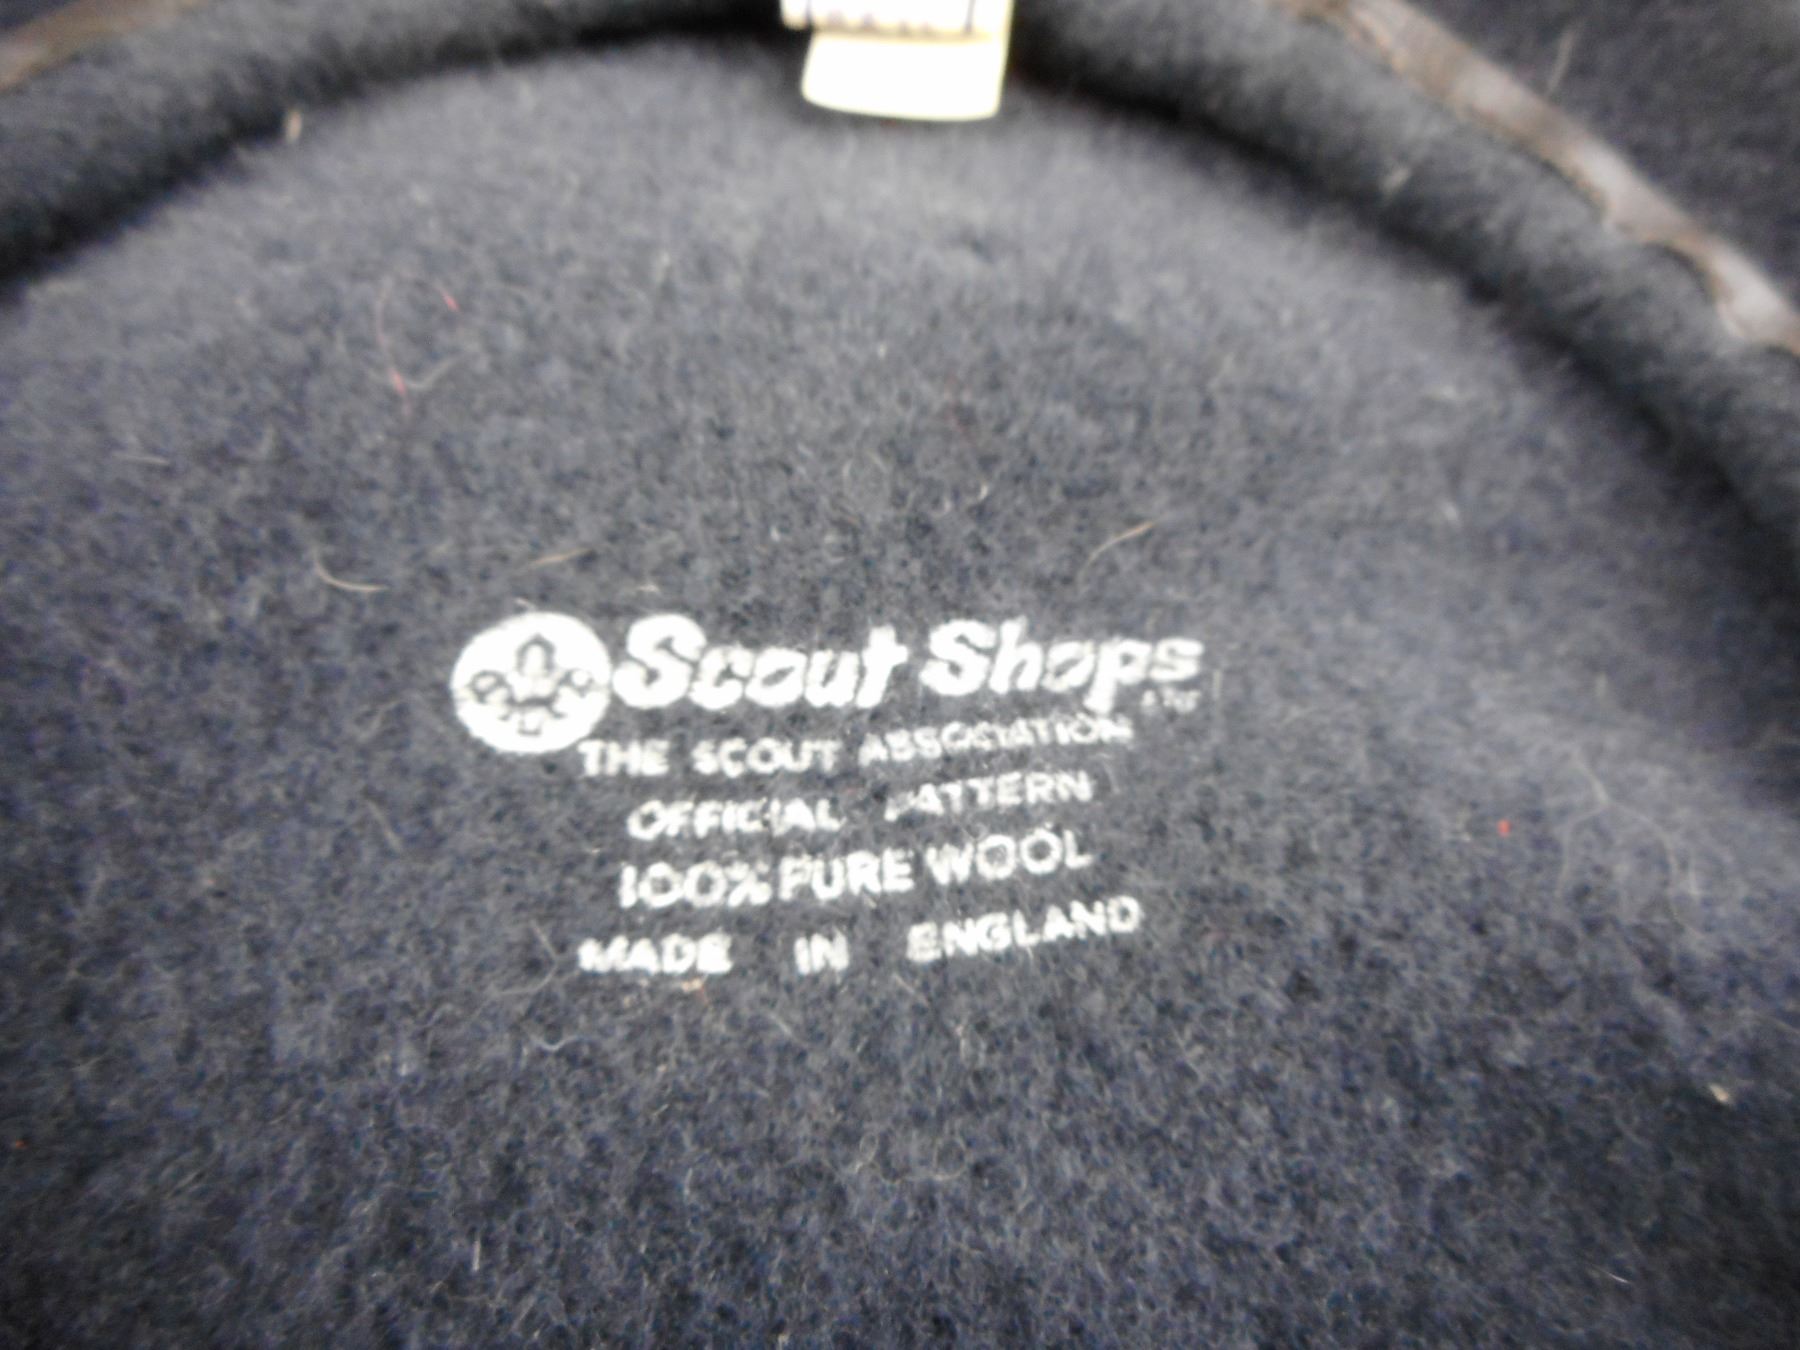 Scout Shops
THE SCOUT ASSOCIATION
OFFICIAL PATTERN
100% PURE WOOL
MADE IN ENGLAND